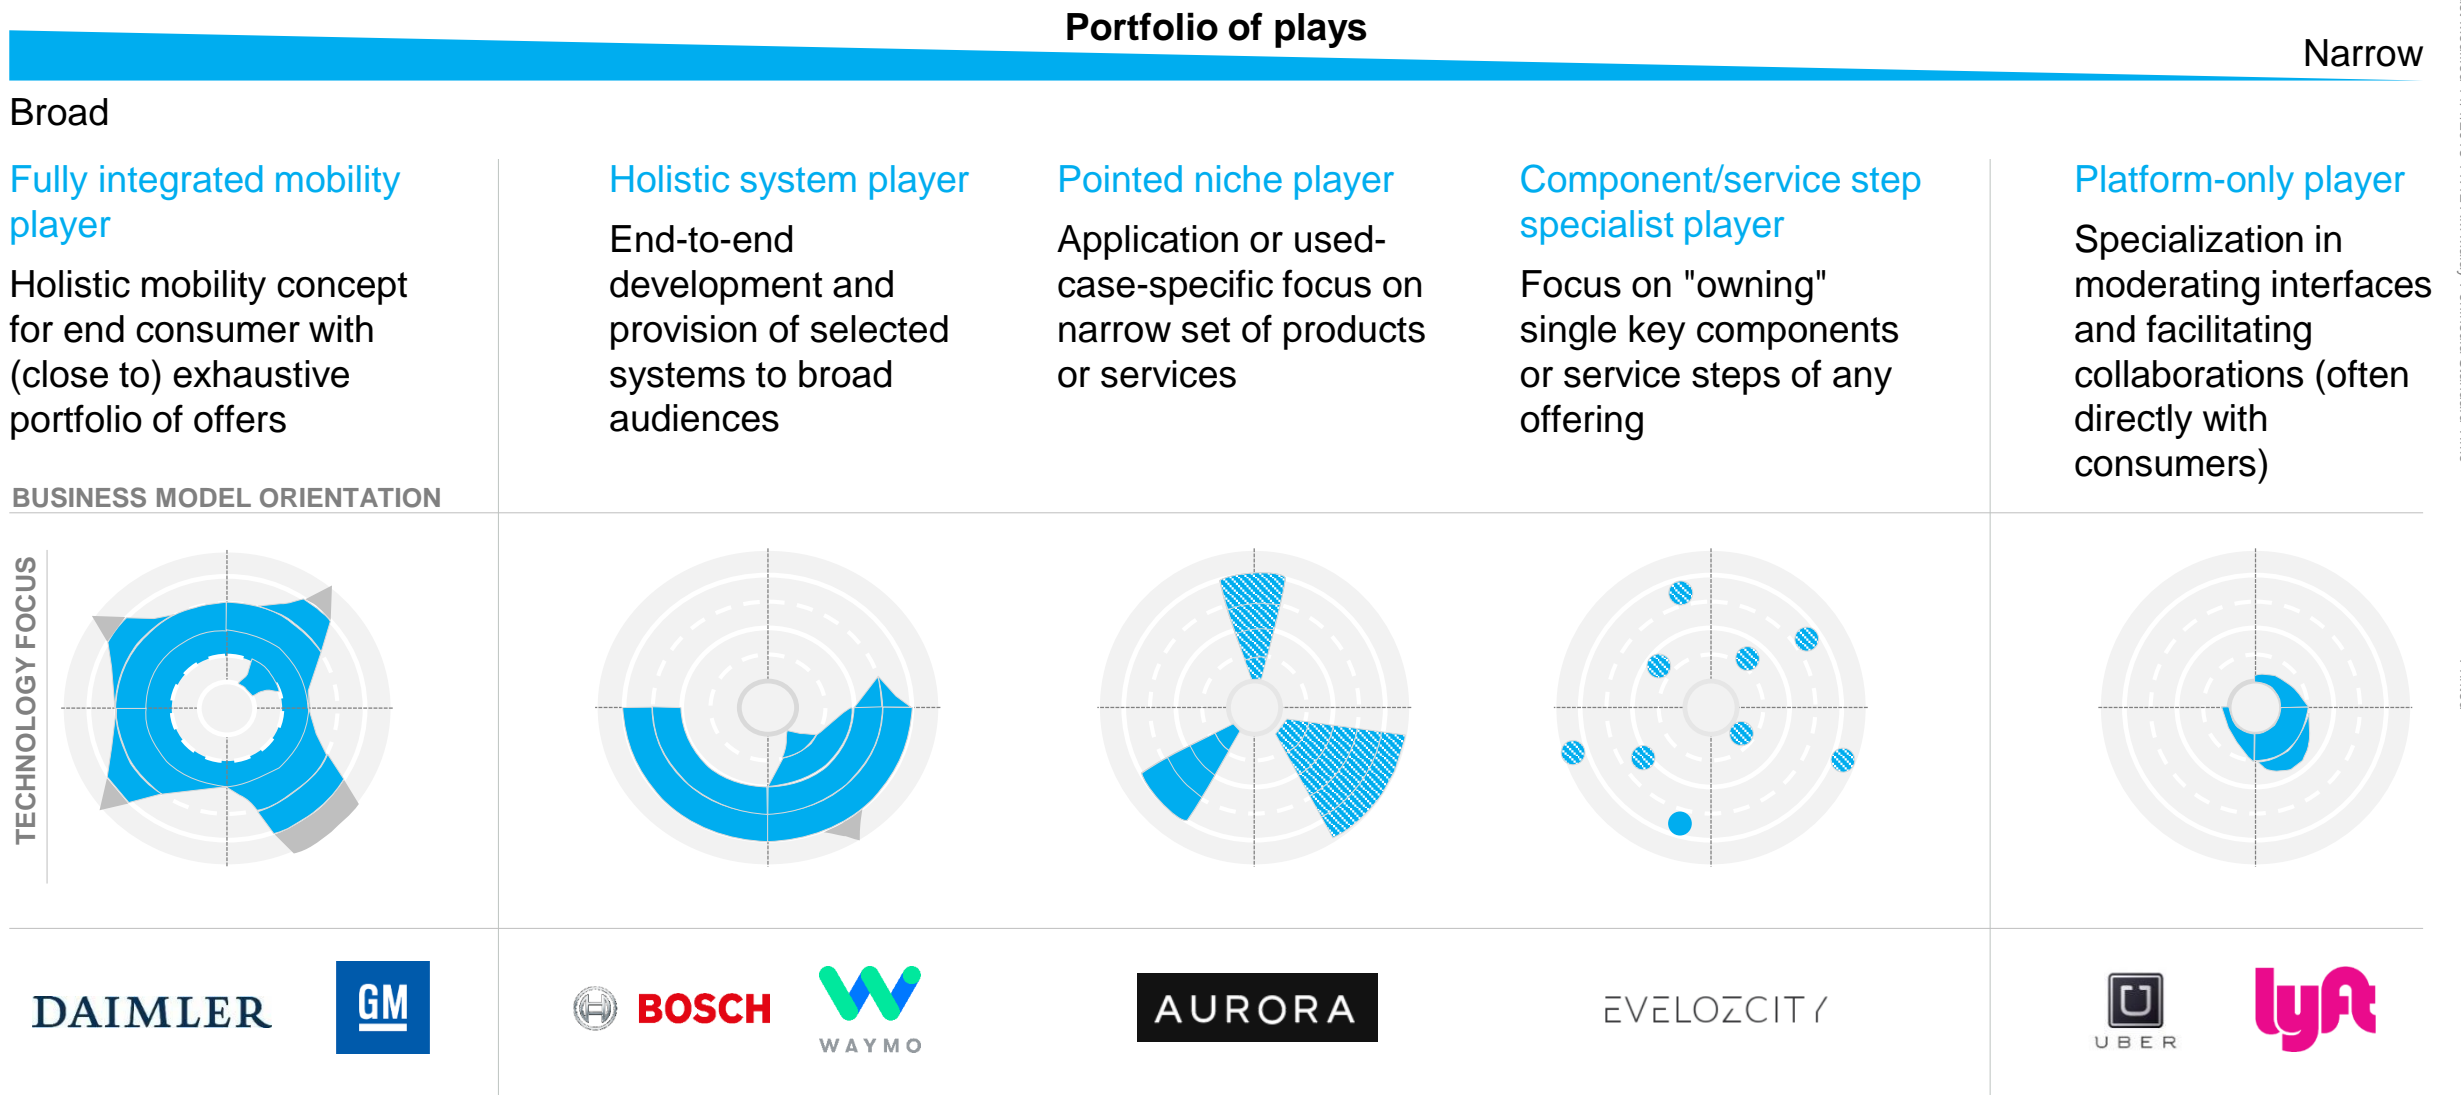 Portfolio of plays
Narrow
Broad
Fully integrated mobility
player
Holistic mobility concept
for end consumer with
(close to) exhaustive
portfolio of offers
Holistic system player
End-to-end
development and
provision of selected
systems to broad
audiences
Pointed niche player
Application or used-
case-specific focus on
narrow set of products
or services
Component/service step
specialist player
Focus on "owning"
single key components
or service steps of any
offering
Platform-only player
Specialization in
moderating interfaces
and facilitating
collaborations (often
directly with
consumers)
BUSINESS MODEL ORIENTATION
TECHNOLOGY FOCUS
DAIMLER
GM
BOSCH
WAYMO
AURORA
EVELOZCITY
U
UBER
lyft